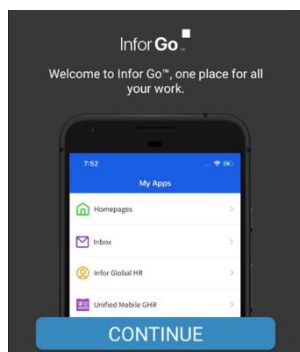 Infor Go™
Welcome to Infor Go™, one place for all
your work.
7:52
My Apps
Homepages
Inbox
Infor Global HR
Unified Mobile GHR
CONTINUE